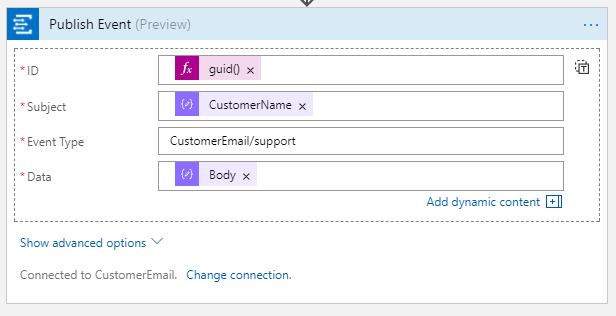 Publish Event (Preview) ...
* ID fx guid() ×
* Subject {/} CustomerName ×
* Event Type CustomerEmail/support
* Data {/} Body ×
Add dynamic content
Show advanced options
Connected to CustomerEmail. Change connection.